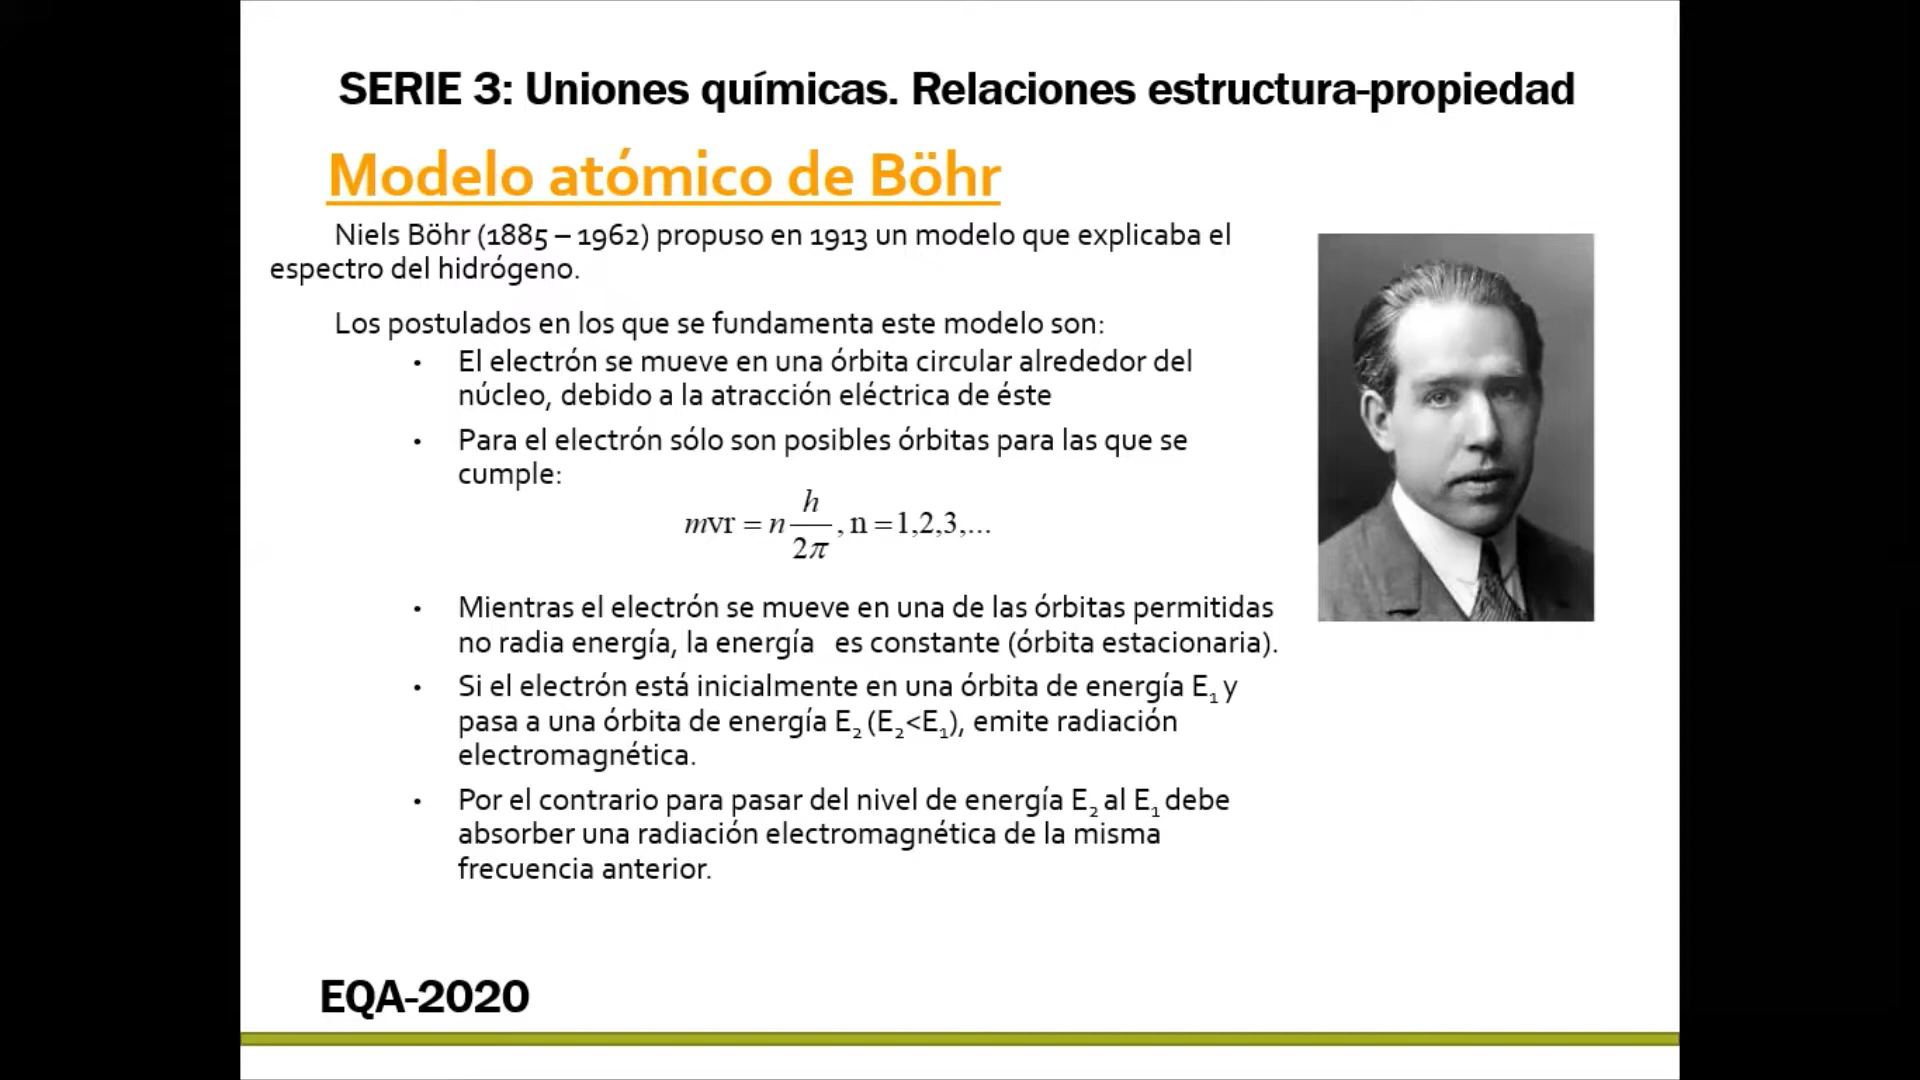 SERIE 3: Uniones químicas. Relaciones estructura-propiedad
Modelo atómico de Böhr
Niels Böhr (1885 – 1962) propuso en 1913 un modelo que explicaba el
espectro del hidrógeno.
Los postulados en los que se fundamenta este modelo son:
• El electrón se mueve en una órbita circular alrededor del
núcleo, debido a la atracción eléctrica de éste
• Para el electrón sólo son posibles órbitas para las que se
cumple:
mvr = n h/2π , n = 1,2,3,...
• Mientras el electrón se mueve en una de las órbitas permitidas
no radia energía, la energía es constante (órbita estacionaria).
• Si el electrón está inicialmente en una órbita de energía E₁ y
pasa a una órbita de energía E₂ (E₂<E₁), emite radiación
electromagnética.
• Por el contrario para pasar del nivel de energía E₂ al E₁ debe
absorber una radiación electromagnética de la misma
frecuencia anterior.
EQA-2020